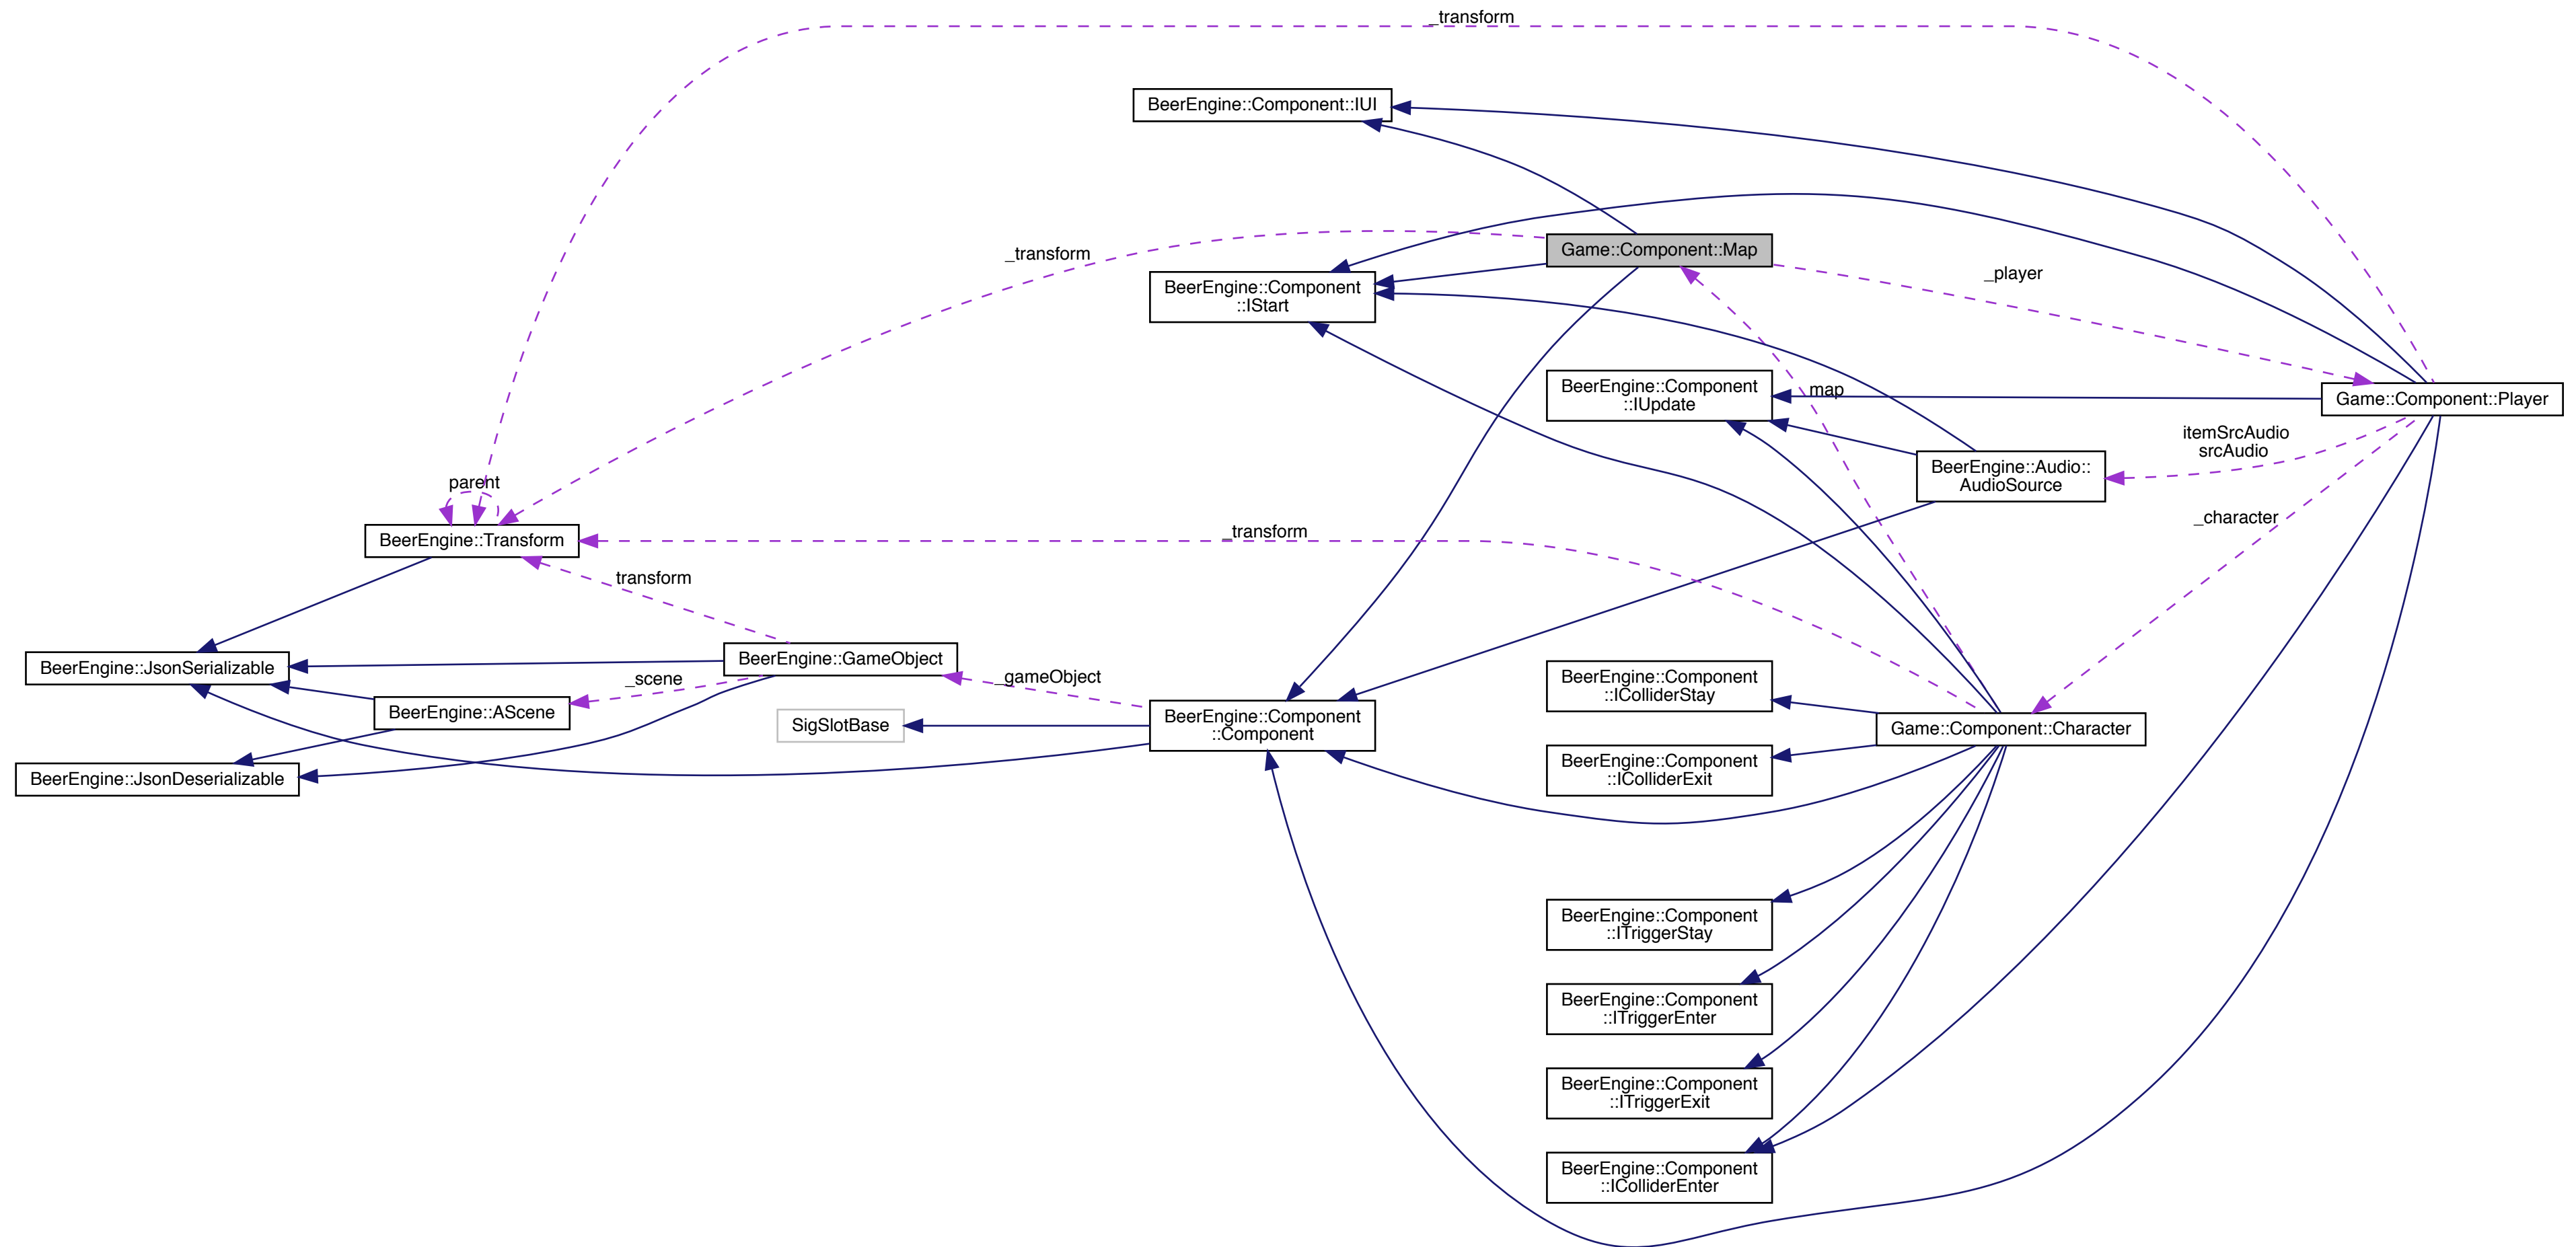 _transform
BeerEngine::Component::IUI
Game::Component::Map
_transform
_player
BeerEngine::Component
::IStart
BeerEngine::Component
::IUpdate
map
Game::Component::Player
itemSrcAudio
srcAudio
BeerEngine::Audio::
AudioSource
parent
_character
BeerEngine::Transform
_transform
transform
BeerEngine::JsonSerializable
BeerEngine::GameObject
_scene
_gameObject
BeerEngine::Component
::IColliderStay
BeerEngine::AScene
SigSlotBase
BeerEngine::Component
::Component
Game::Component::Character
BeerEngine::JsonDeserializable
BeerEngine::Component
::IColliderExit
BeerEngine::Component
::ITriggerStay
BeerEngine::Component
::ITriggerEnter
BeerEngine::Component
::ITriggerExit
BeerEngine::Component
::IColliderEnter